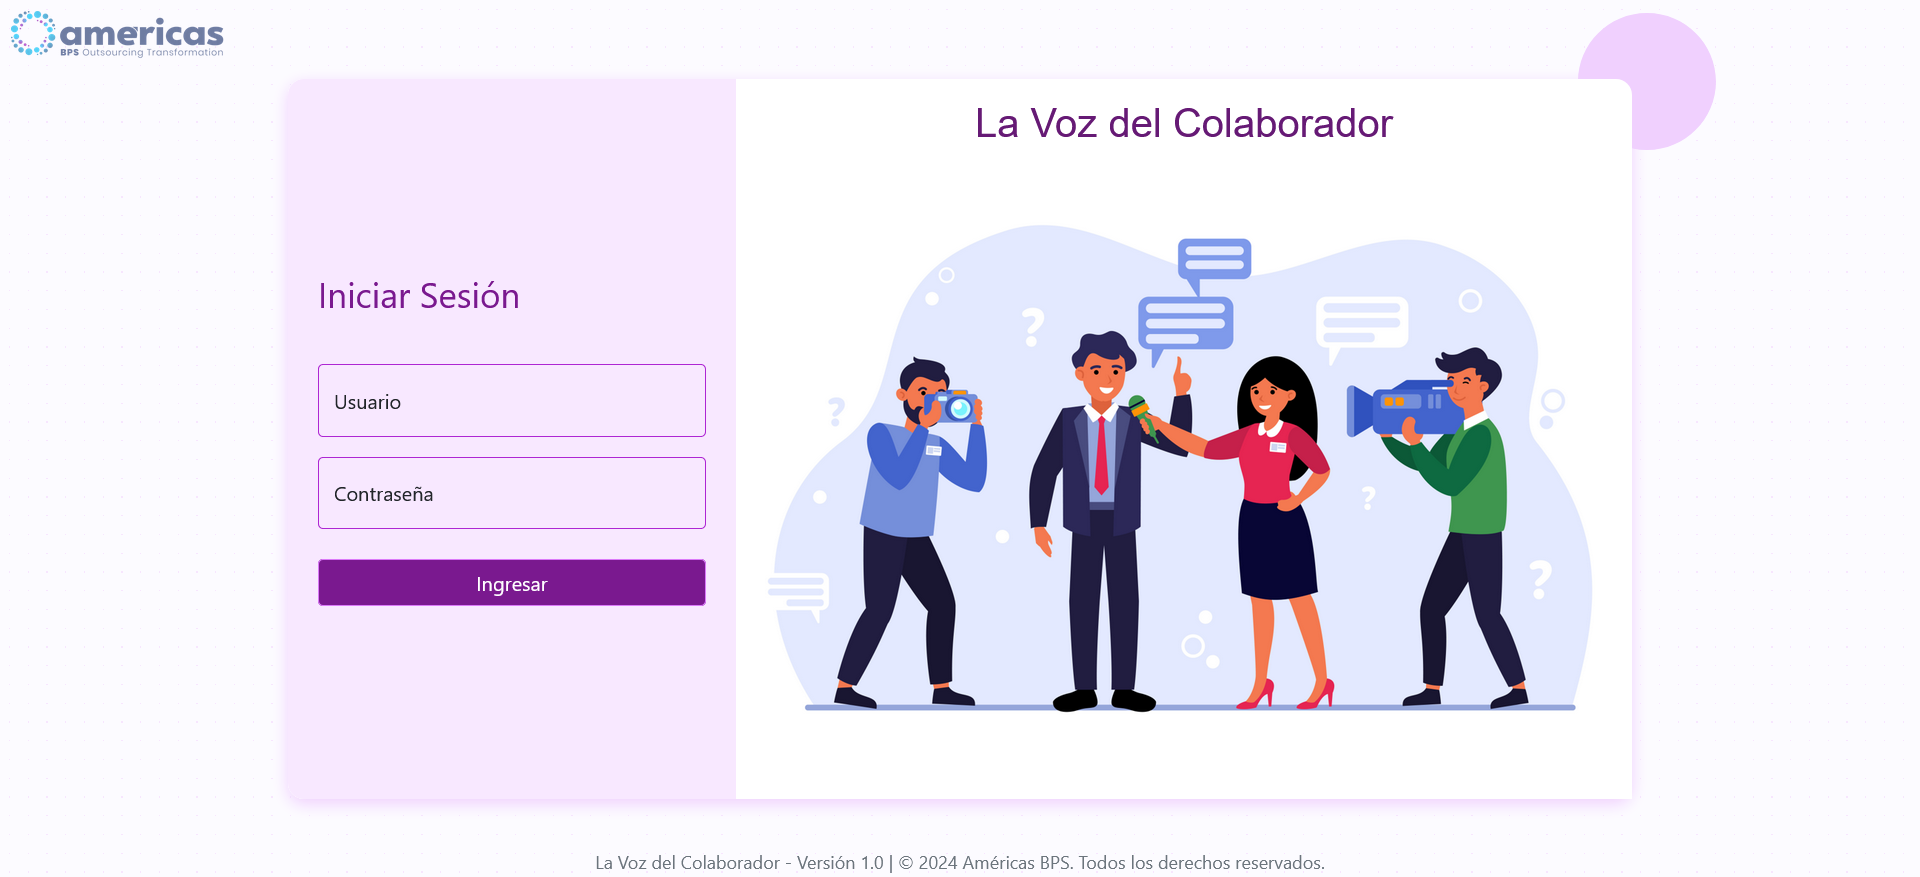 americas
BPS Outsourcing Transformation
La Voz del Colaborador
Iniciar Sesión
Usuario
Contraseña
Ingresar
La Voz del Colaborador - Versión 1.0 | © 2024 Américas BPS. Todos los derechos reservados.